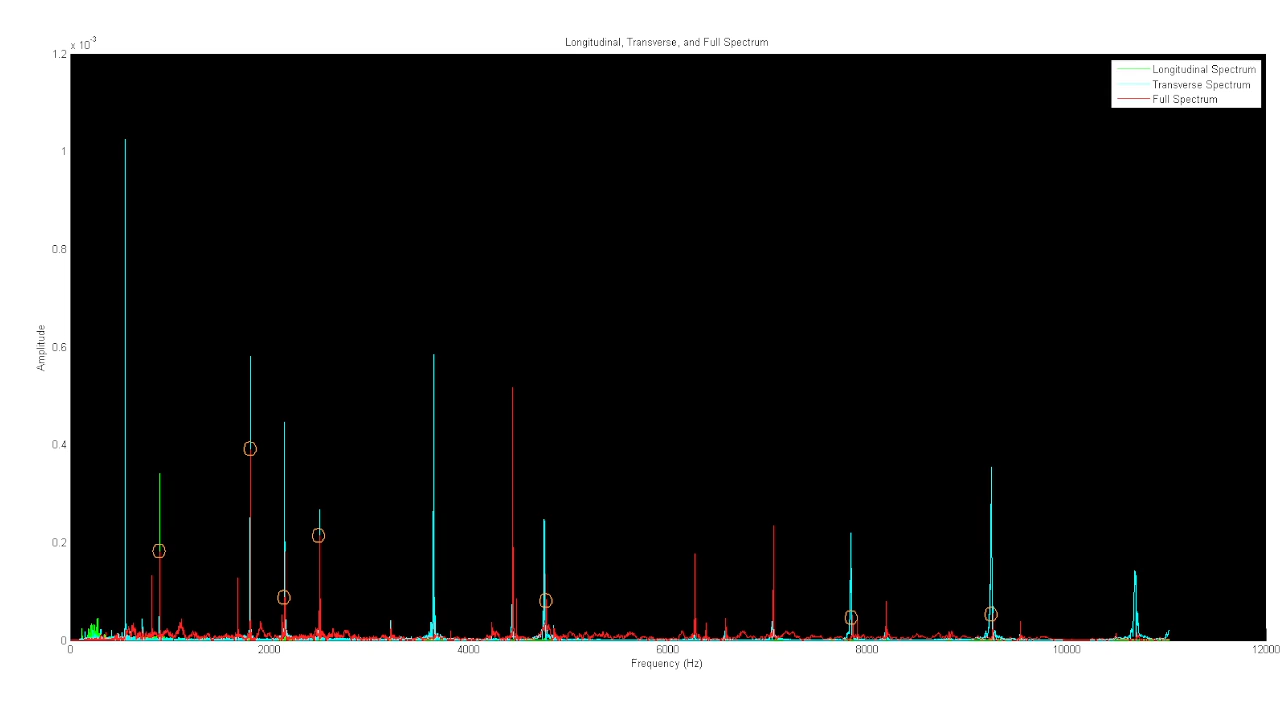 Longitudinal, Transverse, and Full Spectrum
x 10-3
1.2
1
0.8
0.6
0.4
0.2
0
Amplitude
Longitudinal Spectrum
Transverse Spectrum
Full Spectrum
0 2000 4000 6000 8000 10000 12000
Frequency (Hz)